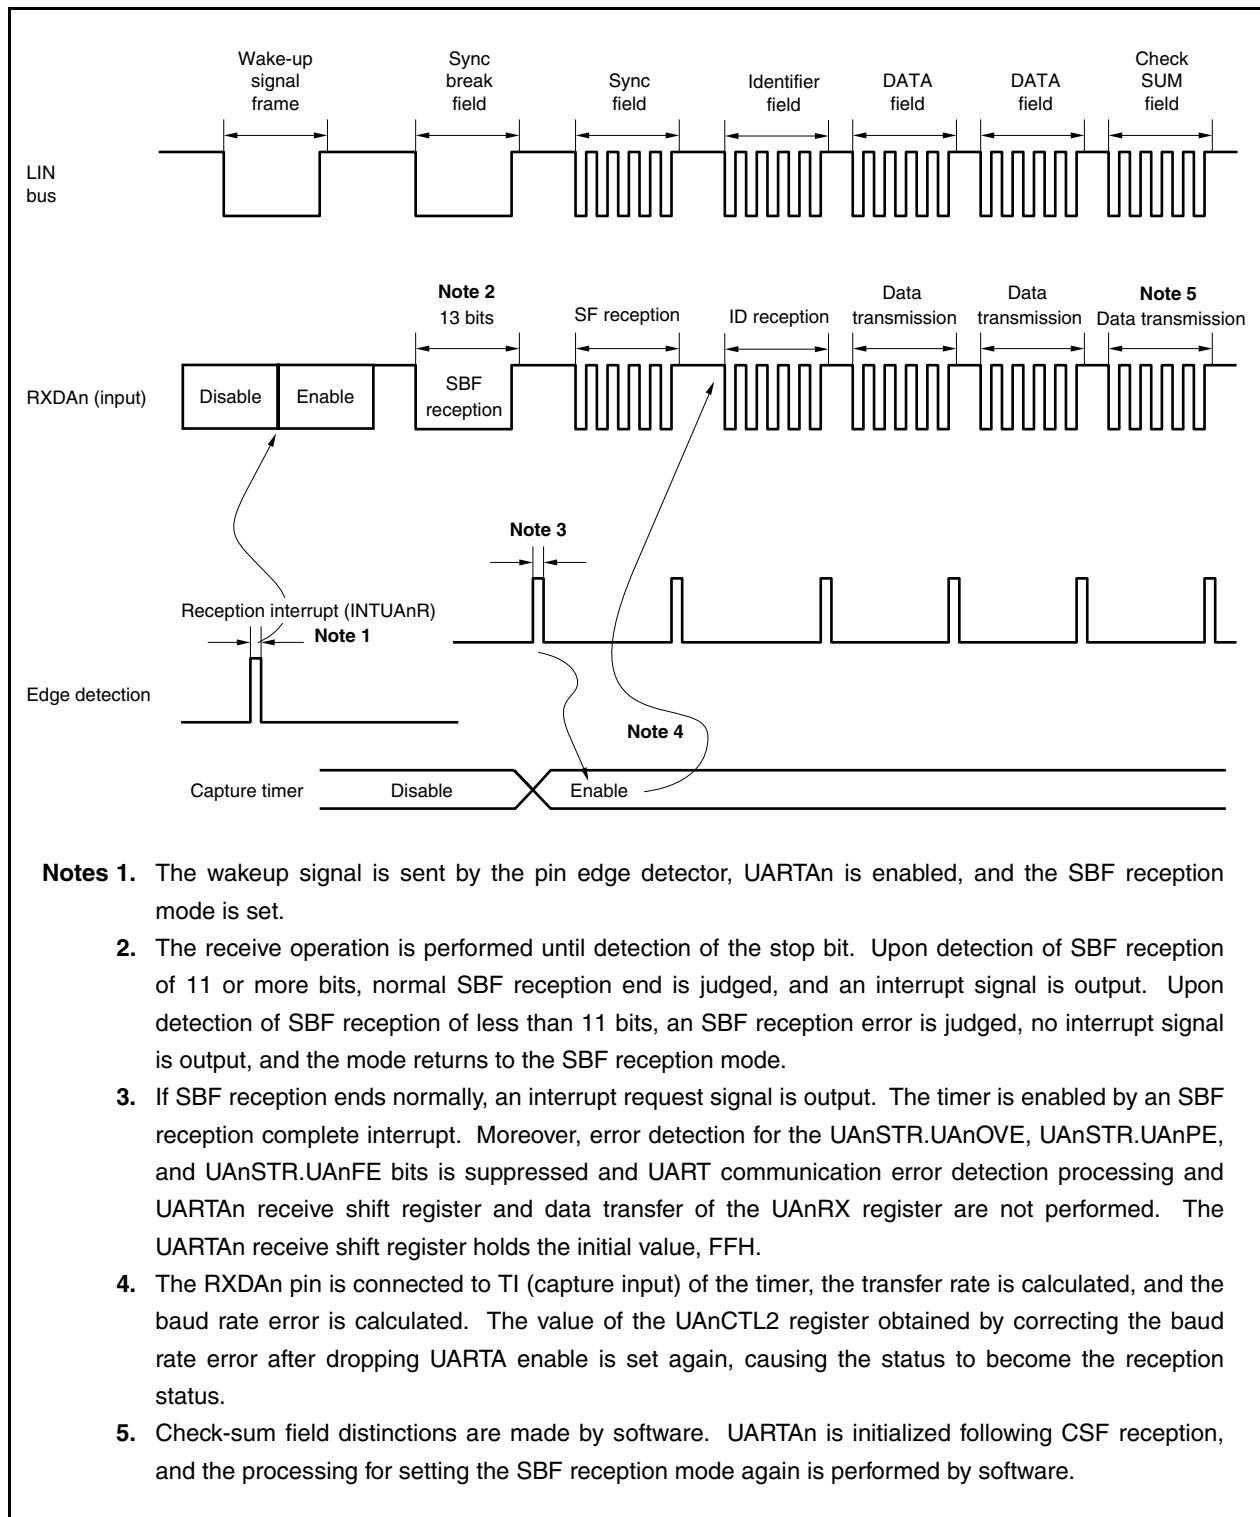 Wake-up
signal
frame
Sync
break
field
Sync
field
Identifier
field
DATA
field
DATA
field
Check
SUM
field
LIN
bus
Note 2
13 bits
SF reception
ID reception
Data
transmission
Data
transmission
Note 5
Data transmission
RXDAn (input)
Disable
Enable
SBF
reception
Note 3
Reception interrupt (INTUAnR)
Note 1
Edge detection
Note 4
Capture timer
Disable
Enable
Notes 1. The wakeup signal is sent by the pin edge detector, UARTAn is enabled, and the SBF reception
mode is set.
2. The receive operation is performed until detection of the stop bit. Upon detection of SBF reception
of 11 or more bits, normal SBF reception end is judged, and an interrupt signal is output. Upon
detection of SBF reception of less than 11 bits, an SBF reception error is judged, no interrupt signal
is output, and the mode returns to the SBF reception mode.
3. If SBF reception ends normally, an interrupt request signal is output. The timer is enabled by an SBF
reception complete interrupt. Moreover, error detection for the UAnSTR.UAnOVE, UAnSTR.UAnPE,
and UAnSTR.UAnFE bits is suppressed and UART communication error detection processing and
UARTAn receive shift register and data transfer of the UAnRX register are not performed. The
UARTAn receive shift register holds the initial value, FFH.
4. The RXDAn pin is connected to TI (capture input) of the timer, the transfer rate is calculated, and the
baud rate error is calculated. The value of the UAnCTL2 register obtained by correcting the baud
rate error after dropping UARTA enable is set again, causing the status to become the reception
status.
5. Check-sum field distinctions are made by software. UARTAn is initialized following CSF reception,
and the processing for setting the SBF reception mode again is performed by software.